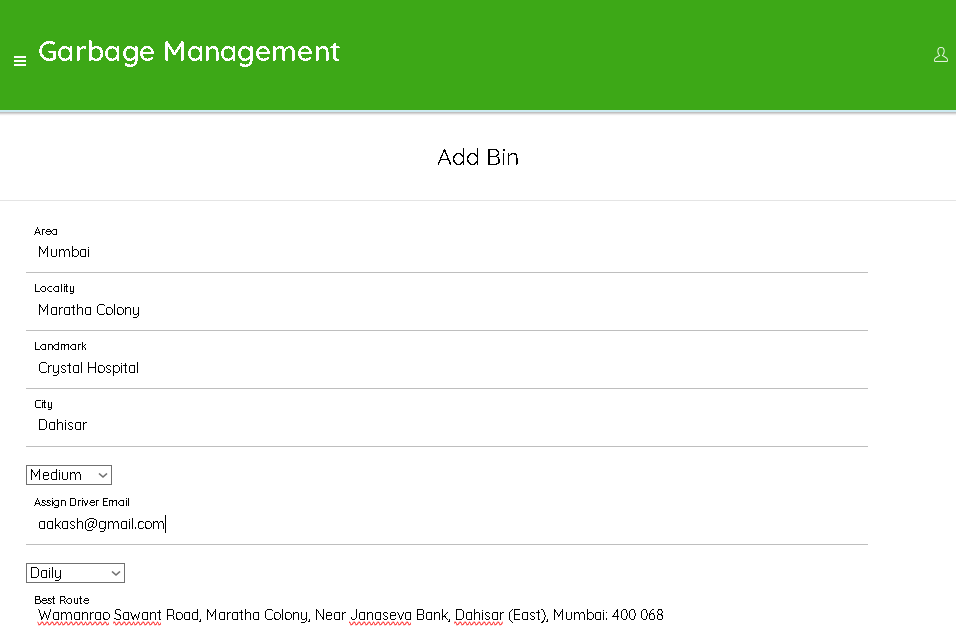 Garbage Management
Add Bin
Area
Mumbai
Locality
Maratha Colony
Landmark
Crystal Hospital
City
Dahisar
Medium
Assign Driver Email
aakash@gmail.com
Daily
Best Route
Wamanrao Sawant Road, Maratha Colony, Near Janaseva Bank, Dahisar (East), Mumbai: 400 068